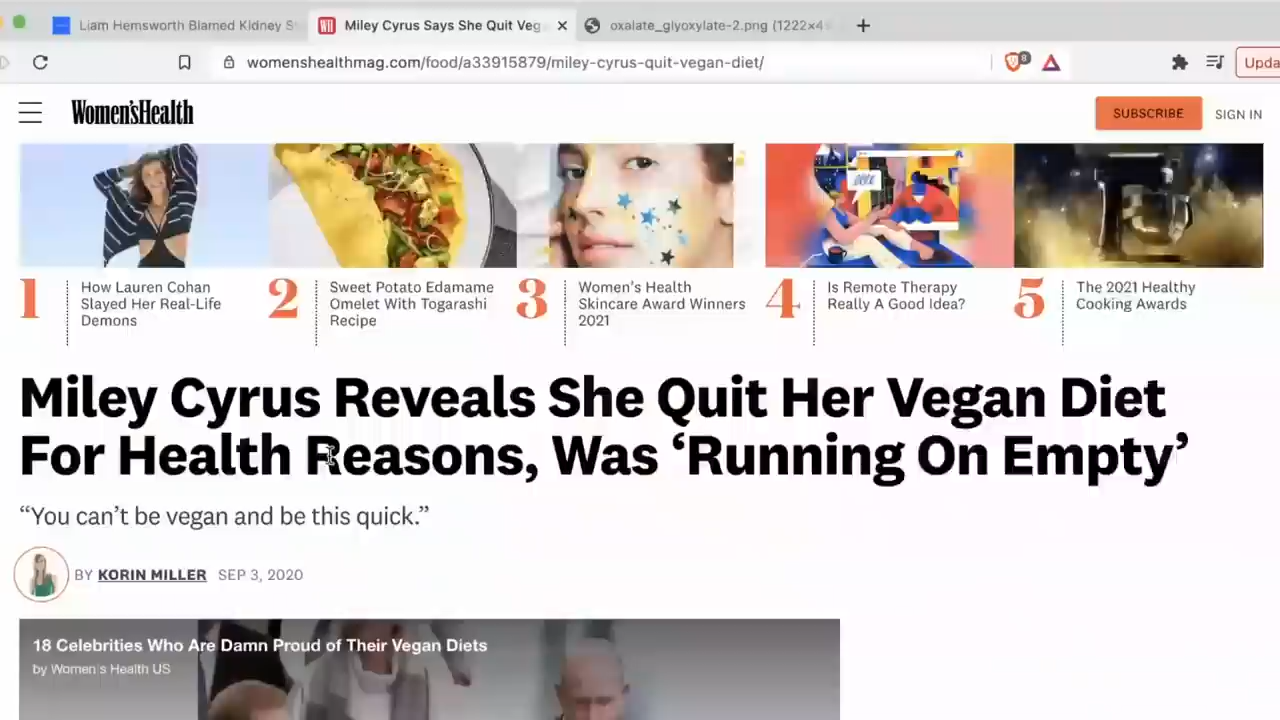 Liam Hemsworth Blamed Kidney S
Miley Cyrus Says She Quit Veg
oxalate_glyoxylate-2.png (1222×4
womenshealthmag.com/food/a33915879/miley-cyrus-quit-vegan-diet/
8
Upda
Women'sHealth
SUBSCRIBE
SIGN IN
1
How Lauren Cohan
Slayed Her Real-Life
Demons
2
Sweet Potato Edamame
Omelet With Togarashi
Recipe
3
Women's Health
Skincare Award Winners
2021
4
Is Remote Therapy
Really A Good Idea?
5
The 2021 Healthy
Cooking Awards
Miley Cyrus Reveals She Quit Her Vegan Diet
For Health Reasons, Was ‘Running On Empty’
“You can’t be vegan and be this quick.”
BY KORIN MILLER SEP 3, 2020
18 Celebrities Who Are Damn Proud of Their Vegan Diets
by Women's Health US